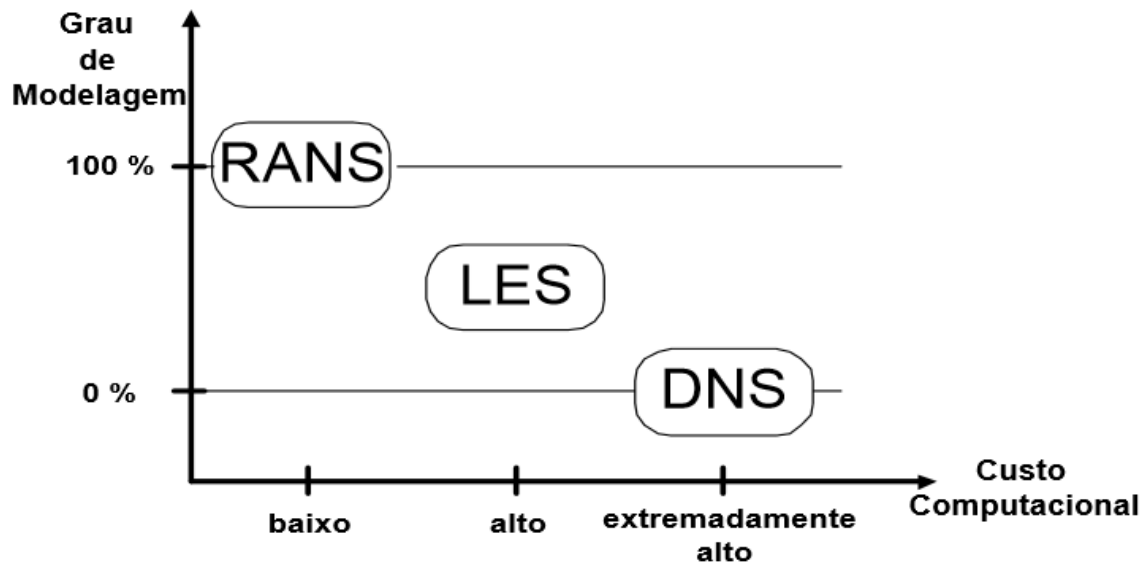 Grau
de
Modelagem
100 %
RANS
LES
0 %
DNS
baixo
alto
extremadamente
alto
Custo
Computacional